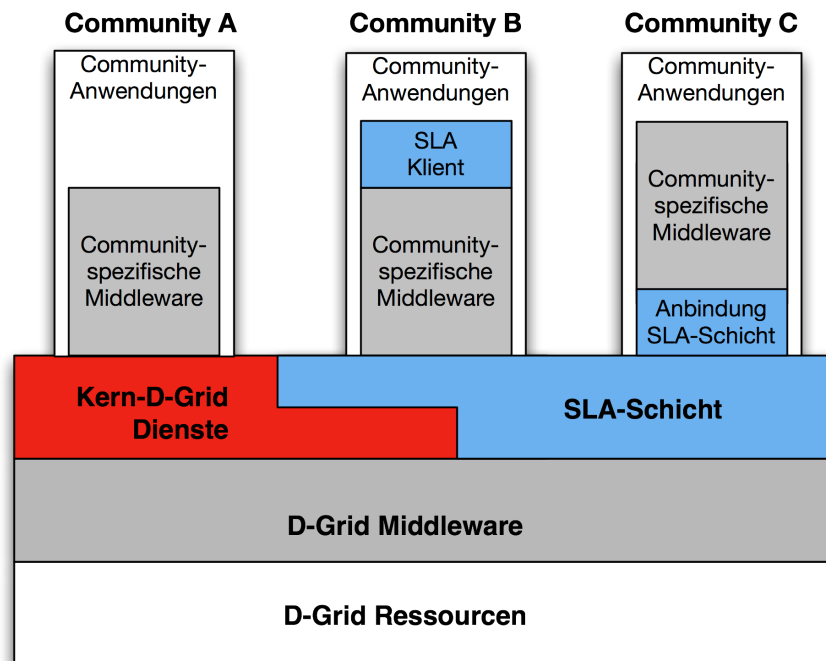 Community A
Community-
Anwendungen
Community-
spezifische
Middleware
Community B
Community-
Anwendungen
SLA
Klient
Community-
spezifische
Middleware
Community C
Community-
Anwendungen
Community-
spezifische
Middleware
Anbindung
SLA-Schicht
Kern-D-Grid
Dienste
SLA-Schicht
D-Grid Middleware
D-Grid Ressourcen